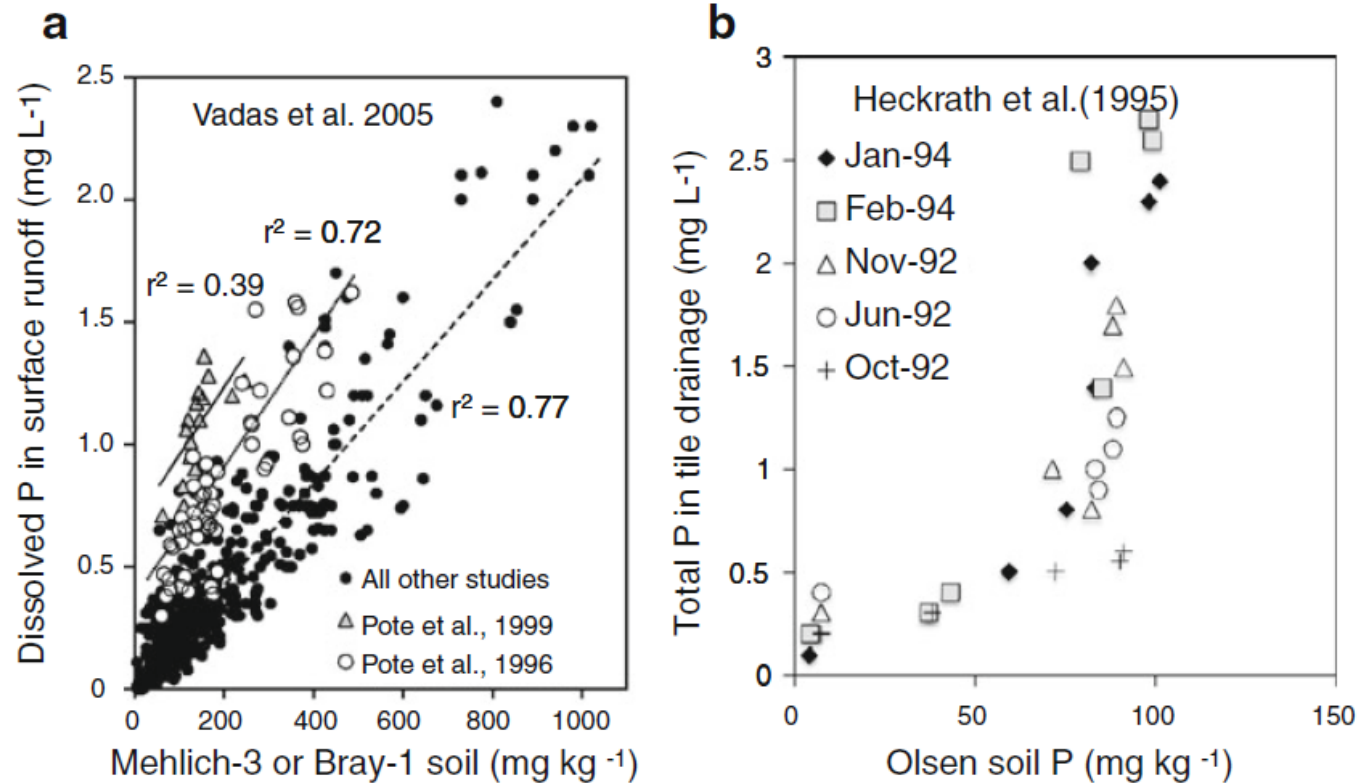 a
Dissolved P in surface runoff (mg L-1)
2.5
2.0
1.5
1.0
0.5
0
Vadas et al. 2005
r² = 0.72
r² = 0.39
r² = 0.77
All other studies
Pote et al., 1999
Pote et al., 1996
0 200 400 600 800 1000
Mehlich-3 or Bray-1 soil (mg kg -1)
b
Total P in tile drainage (mg L-1)
3
2.5
2
1.5
1
0.5
0
Heckrath et al.(1995)
Jan-94
Feb-94
Nov-92
Jun-92
Oct-92
0 50 100 150
Olsen soil P (mg kg -1)